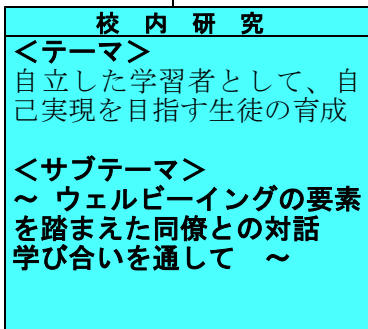 校　内　研　究
＜テーマ＞
自立した学習者として、自
己実現を目指す生徒の育成
＜サブテーマ＞
～　ウェルビーイングの要素
を踏まえた同僚との対話
学び合いを通して　～